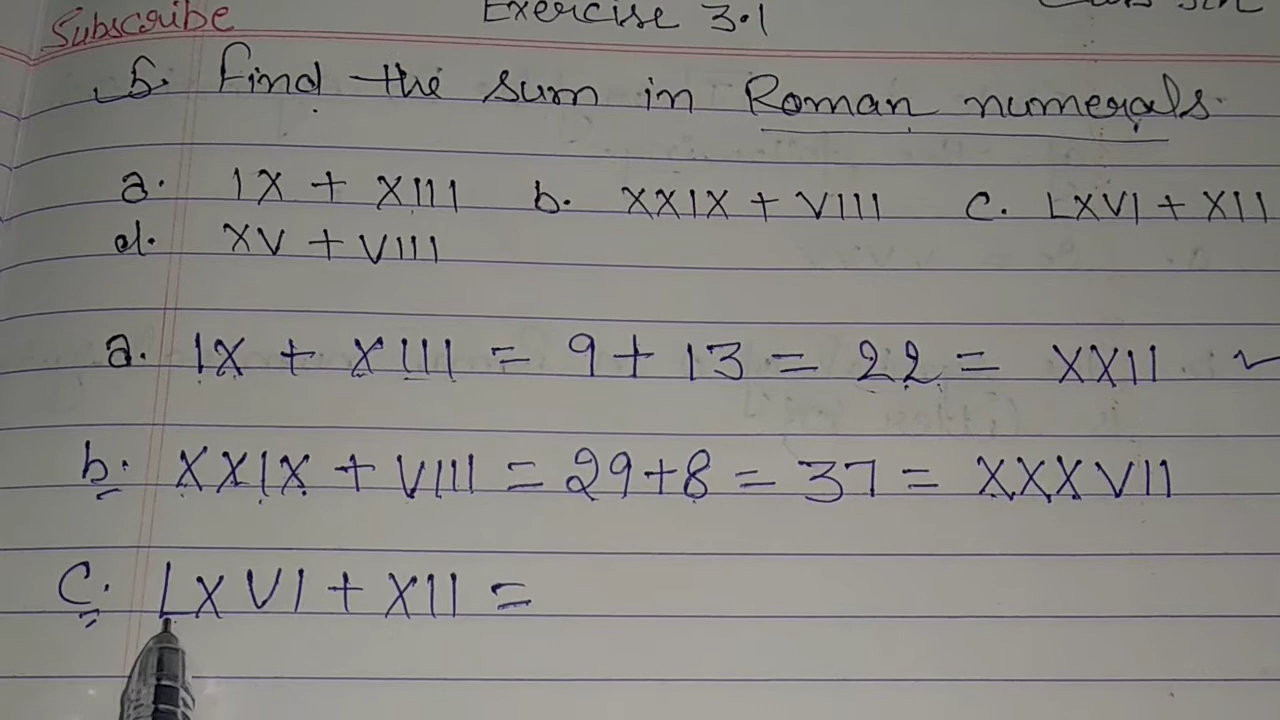 Subscribe Exercise 3.1
5. Find the sum in Roman numerals.
a. IX + XIII b. XXIX + VIII c. LXVI + XII
d. XV + VIII
a. IX + XIII = 9 + 13 = 22 = XXII
b. XXIX + VIII = 29 + 8 = 37 = XXXVII
c. LXVI + XII =